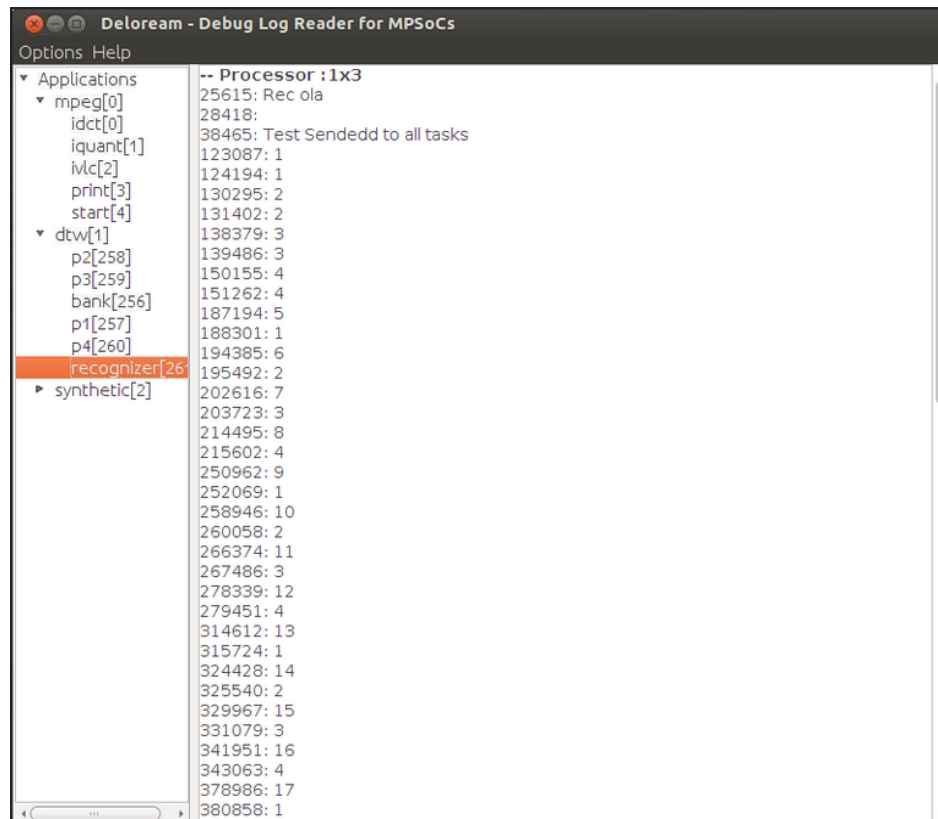 Deloream - Debug Log Reader for MPSoCs
Options Help
Applications
mpeg[0]
idct[0]
iquant[1]
ivlc[2]
print[3]
start[4]
dtw[1]
p2[258]
p3[259]
bank[256]
p1[257]
p4[260]
recognizer[26
synthetic[2]
-- Processor :1x3
25615: Rec ola
28418:
38465: Test Sendedd to all tasks
123087: 1
124194: 1
130295: 2
131402: 2
138379: 3
139486: 3
150155: 4
151262: 4
187194: 5
188301: 1
194385: 6
195492: 2
202616: 7
203723: 3
214495: 8
215602: 4
250962: 9
252069: 1
258946: 10
260058: 2
266374: 11
267486: 3
278339: 12
279451: 4
314612: 13
315724: 1
324428: 14
325540: 2
329967: 15
331079: 3
341951: 16
343063: 4
378986: 17
380858: 1